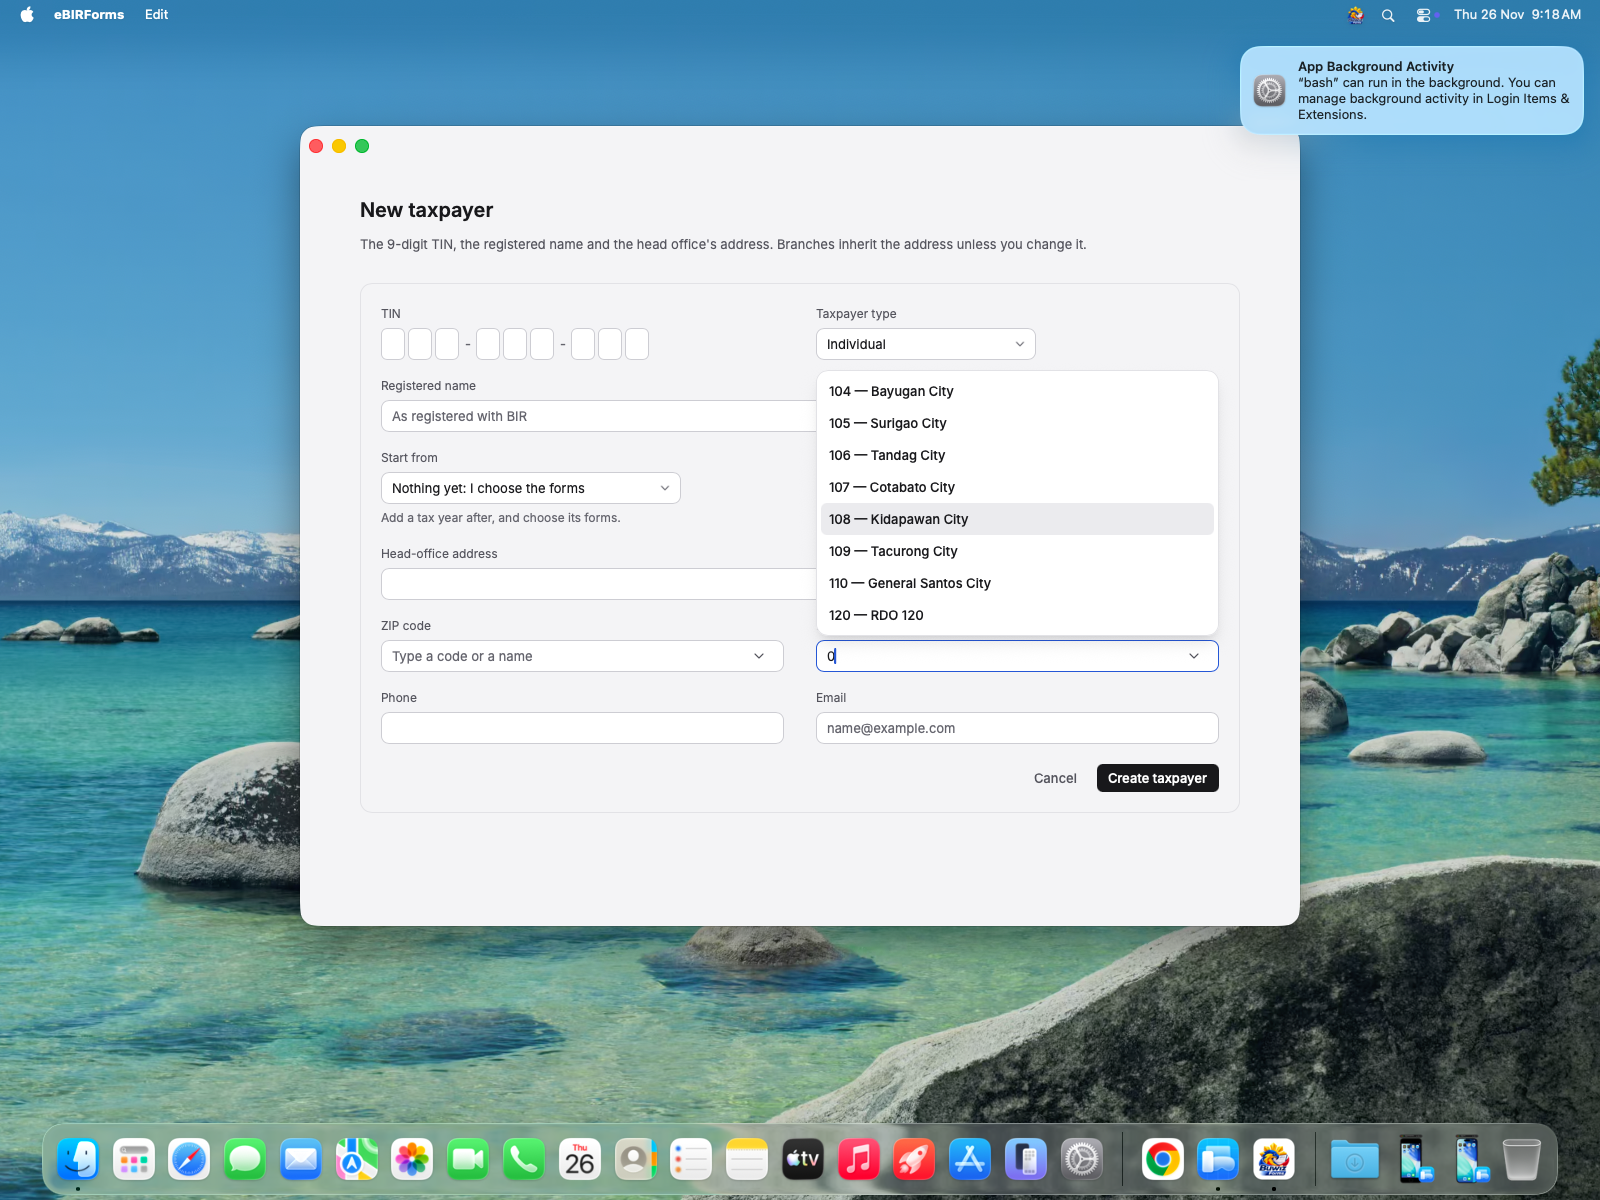 eBIRForms Edit
Thu 26 Nov 9:18 AM
App Background Activity
“bash” can run in the background. You can
manage background activity in Login Items &
Extensions.
New taxpayer
The 9-digit TIN, the registered name and the head office's address. Branches inherit the address unless you change it.
TIN
Taxpayer type
- -
Individual
Registered name
As registered with BIR
104 — Bayugan City
105 — Surigao City
106 — Tandag City
107 — Cotabato City
108 — Kidapawan City
109 — Tacurong City
110 — General Santos City
120 — RDO 120
Start from
Nothing yet: I choose the forms
Add a tax year after, and choose its forms.
Head-office address
ZIP code
Type a code or a name
0
Phone
Email
name@example.com
Cancel
Create taxpayer
Thu
26
tv
BUWIZ